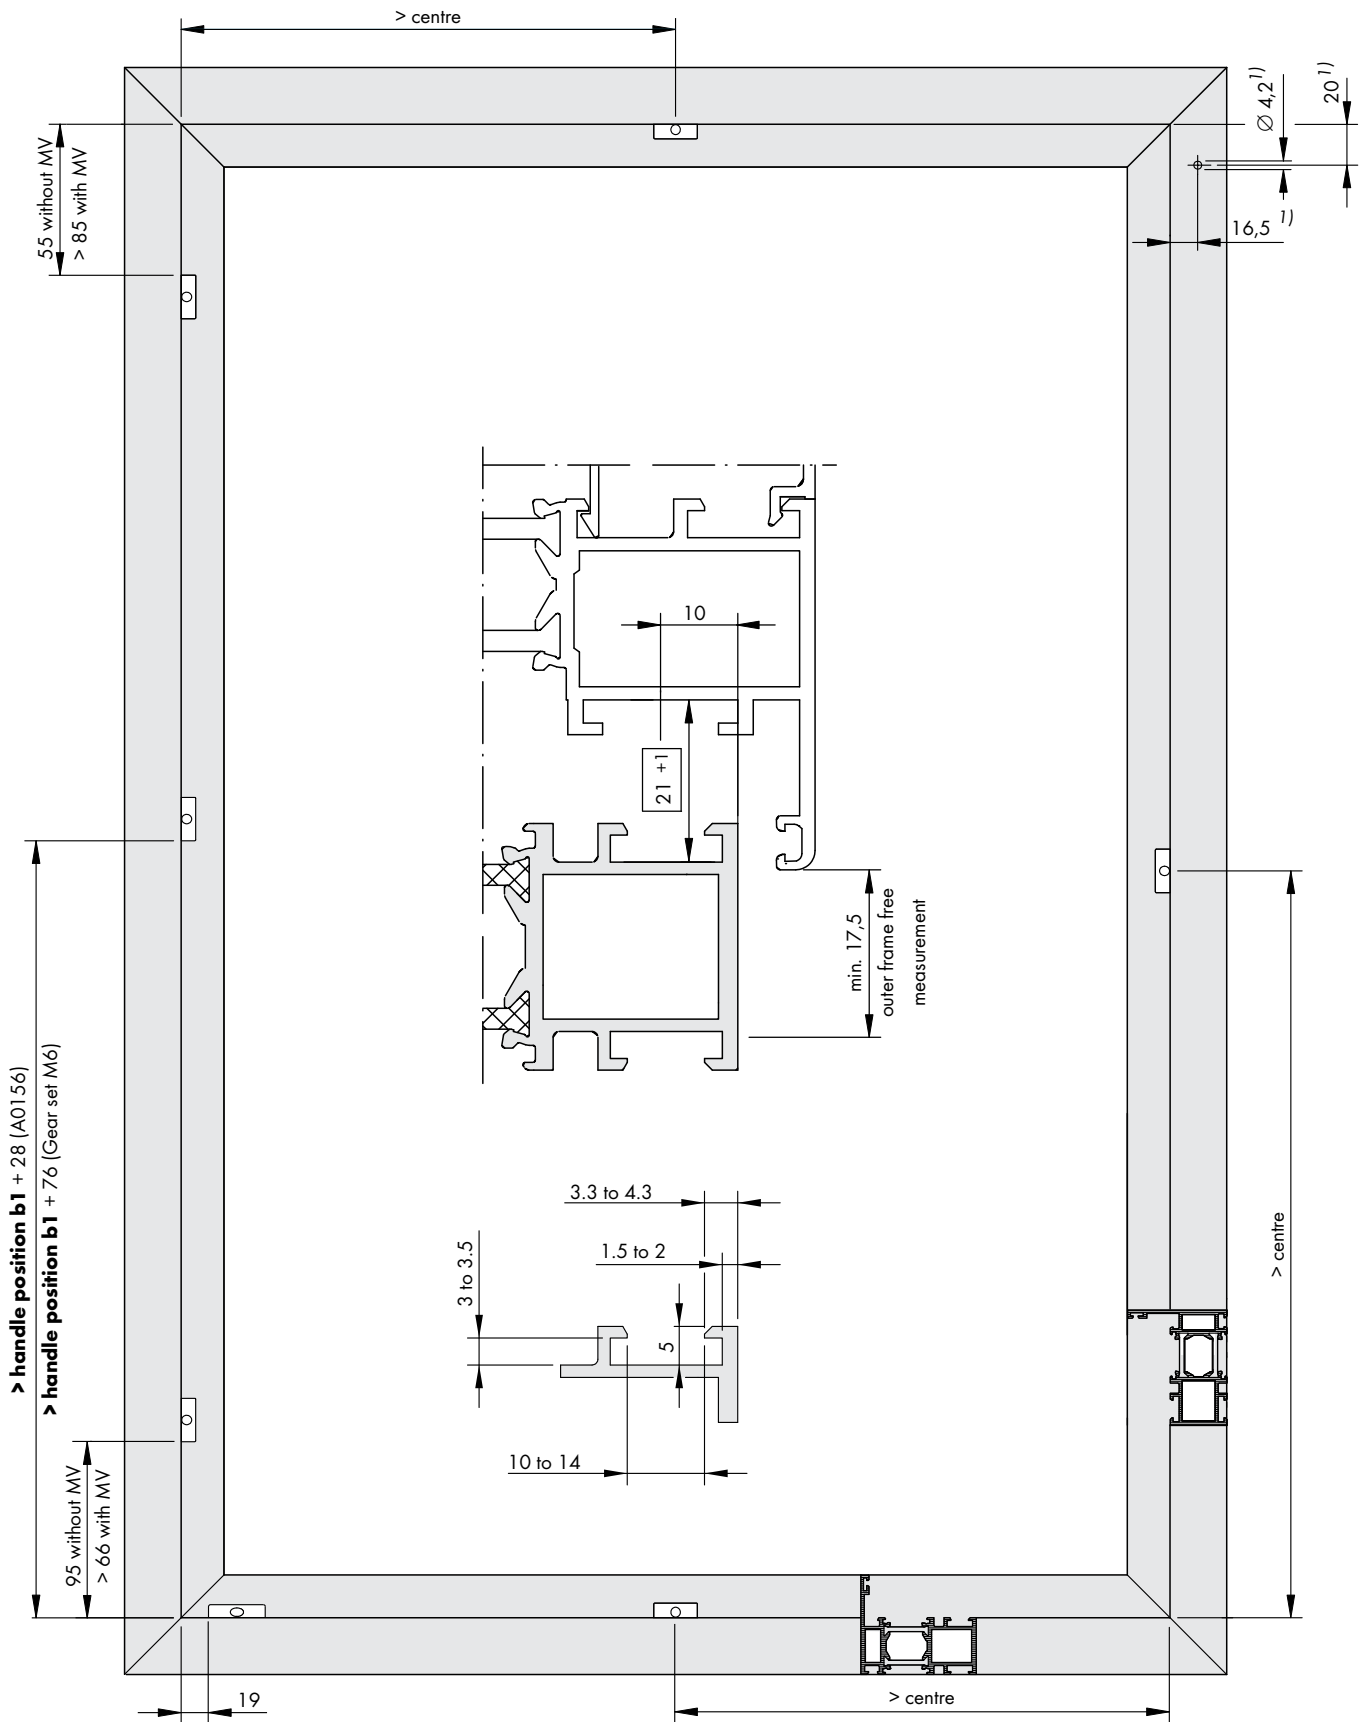 > centre
Ø 4,2 1)
20 1)
55 without MV
> 85 with MV
16,5 1)
10
21 +1
min. 17,5
outer frame free
measurement
> handle position b1 + 28 (A0156)
> handle position b1 + 76 (Gear set M6)
3.3 to 4.3
1.5 to 2
3 to 3.5
5
> centre
10 to 14
95 without MV
> 66 with MV
19
> centre